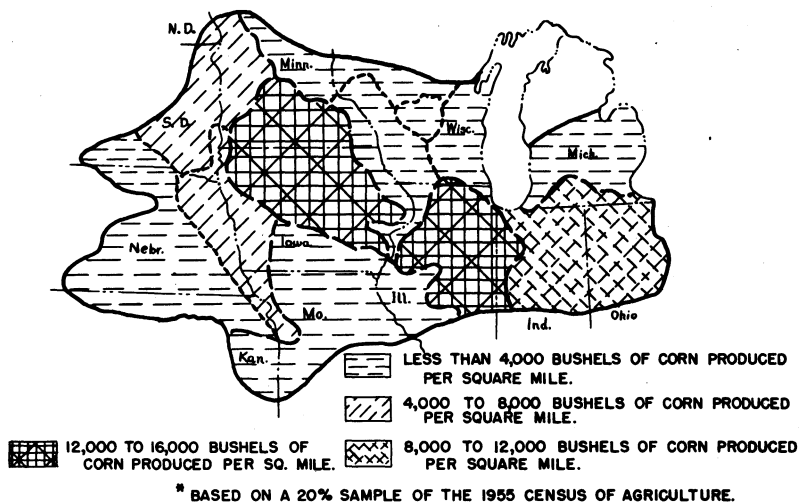 N.D.
Minn.
S.D.
Wisc.
Mich.
Nebr.
Iowa.
Ill.
Mo.
Ind.
Ohio
Kan.
LESS THAN 4,000 BUSHELS OF CORN PRODUCED
PER SQUARE MILE.
4,000 TO 8,000 BUSHELS OF CORN PRODUCED
PER SQUARE MILE.
12,000 TO 16,000 BUSHELS OF
CORN PRODUCED PER SQ. MILE.
8,000 TO 12,000 BUSHELS OF CORN PRODUCED
PER SQUARE MILE.
* BASED ON A 20% SAMPLE OF THE 1955 CENSUS OF AGRICULTURE.